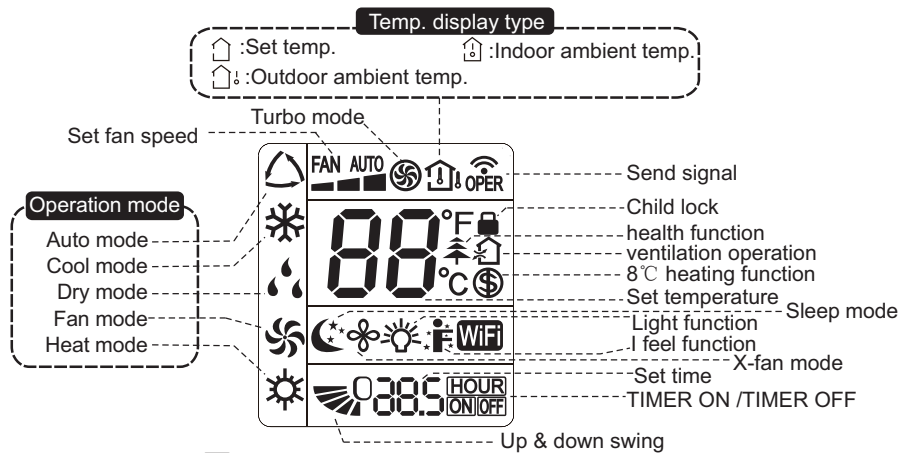 Temp. display type
:Set temp.
:Indoor ambient temp.
:Outdoor ambient temp.
Turbo mode
Set fan speed
FAN AUTO
OPER
Send signal
Operation mode
Auto mode
Cool mode
Dry mode
Fan mode
Heat mode
88
°F
°C
Child lock
health function
ventilation operation
8℃ heating function
Set temperature
Sleep mode
Light function
I feel function
X-fan mode
WiFi
Set time
038.5
HOUR
ON OFF
TIMER ON /TIMER OFF
Up & down swing